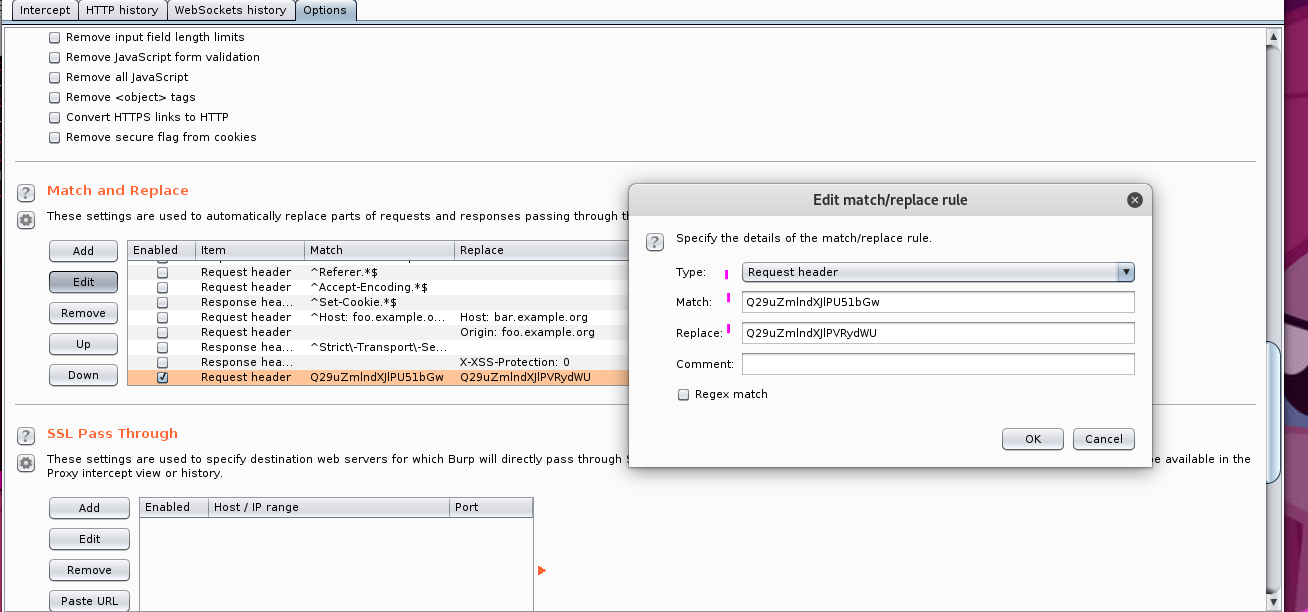 Intercept HTTP history WebSockets history Options
Remove input field length limits
Remove JavaScript form validation
Remove all JavaScript
Remove <object> tags
Convert HTTPS links to HTTP
Remove secure flag from cookies
? Match and Replace
These settings are used to automatically replace parts of requests and responses passing through
Add
Edit
Remove
Up
Down
Enabled Item Match Replace
Request header ^Referer.*$
Request header ^Accept-Encoding.*$
Response hea... ^Set-Cookie.*$
Request header ^Host: foo.example.o... Host: bar.example.org
Request header Origin: foo.example.org
Response hea... ^Strict\-Transport\-Se...
Response hea... X-XSS-Protection: 0
Request header Q29uZmlndXJlPU51bGw Q29uZmlndXJlPVRydWU
Edit match/replace rule
? Specify the details of the match/replace rule.
Type: Request header
Match: Q29uZmlndXJlPU51bGw
Replace: Q29uZmlndXJlPVRydWU
Comment:
Regex match
OK Cancel
? SSL Pass Through
These settings are used to specify destination web servers for which Burp will directly pass through
e available in the
Proxy intercept view or history.
Add
Edit
Remove
Paste URL
Enabled Host / IP range Port